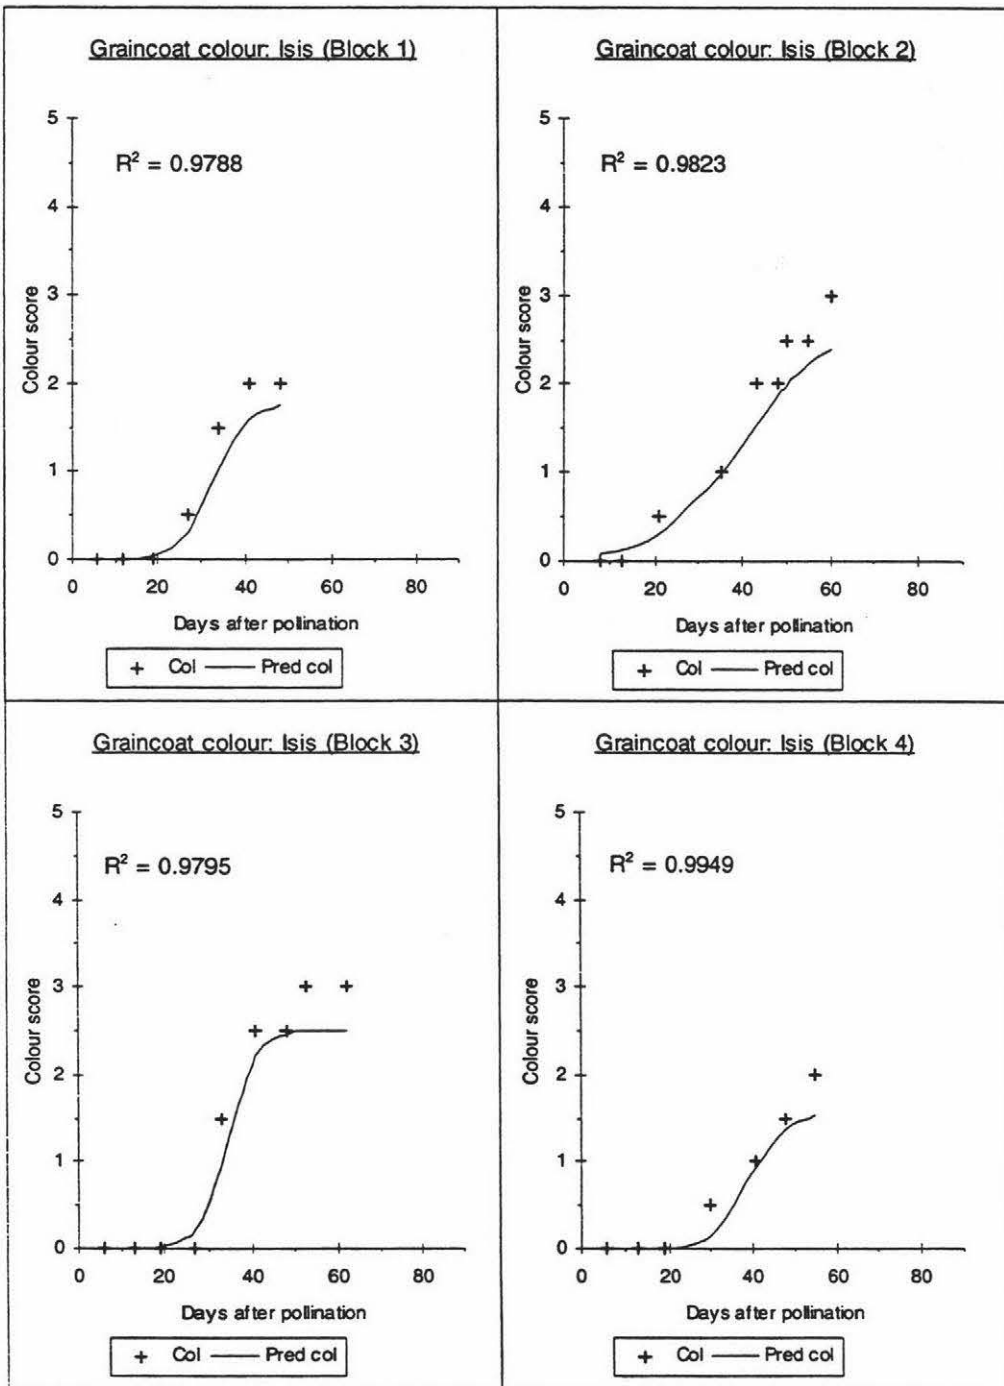 Graincoat colour: Isis (Block 1)
R² = 0.9788
Colour score
5
4
3
2
1
0
0 20 40 60 80
Days after pollination
+ Col — Pred col
Graincoat colour: Isis (Block 2)
R² = 0.9823
Colour score
5
4
3
2
1
0
0 20 40 60 80
Days after pollination
+ Col — Pred col
Graincoat colour: Isis (Block 3)
R² = 0.9795
Colour score
5
4
3
2
1
0
0 20 40 60 80
Days after pollination
+ Col — Pred col
Graincoat colour: Isis (Block 4)
R² = 0.9949
Colour score
5
4
3
2
1
0
0 20 40 60 80
Days after pollination
+ Col — Pred col